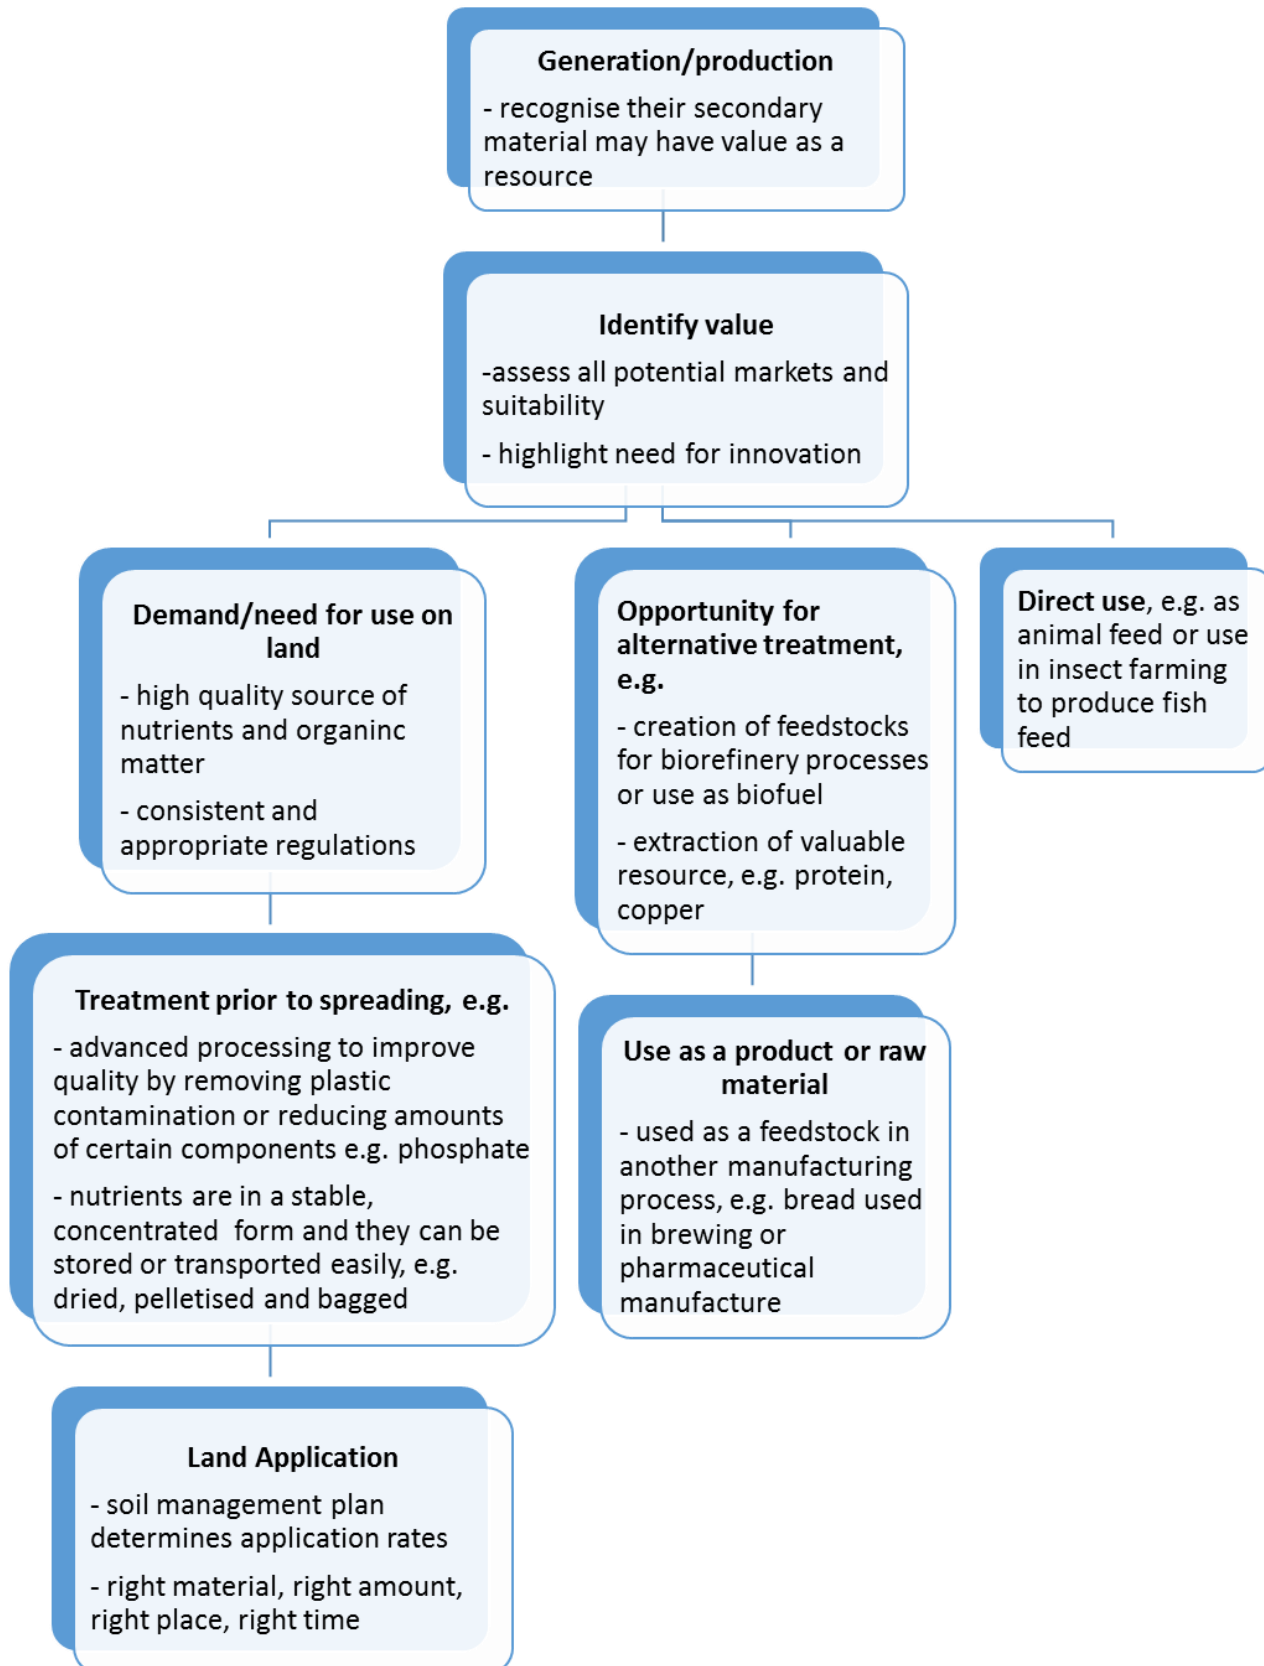 Generation/production
- recognise their secondary
material may have value as a
resource
Identify value
-assess all potential markets and
suitability
- highlight need for innovation
Demand/need for use on
land
- high quality source of
nutrients and organinc
matter
- consistent and
appropriate regulations
Opportunity for
alternative treatment,
e.g.
- creation of feedstocks
for biorefinery processes
or use as biofuel
- extraction of valuable
resource, e.g. protein,
copper
Direct use, e.g. as
animal feed or use
in insect farming
to produce fish
feed
Treatment prior to spreading, e.g.
- advanced processing to improve
quality by removing plastic
contamination or reducing amounts
of certain components e.g. phosphate
- nutrients are in a stable,
concentrated form and they can be
stored or transported easily, e.g.
dried, pelletised and bagged
Use as a product or raw
material
- used as a feedstock in
another manufacturing
process, e.g. bread used
in brewing or
pharmaceutical
manufacture
Land Application
- soil management plan
determines application rates
- right material, right amount,
right place, right time